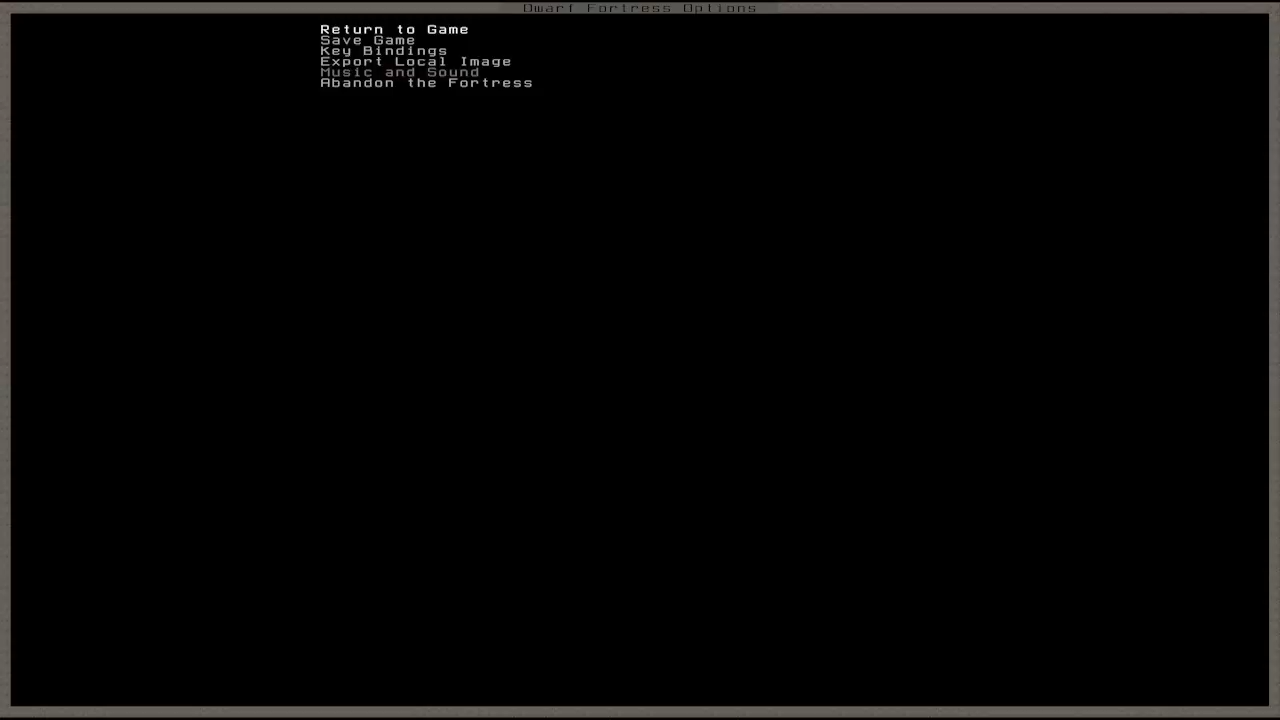 Dwarf Fortress Options
Return to Game
Save Game
Key Bindings
Export Local Image
Music and Sound
Abandon the Fortress